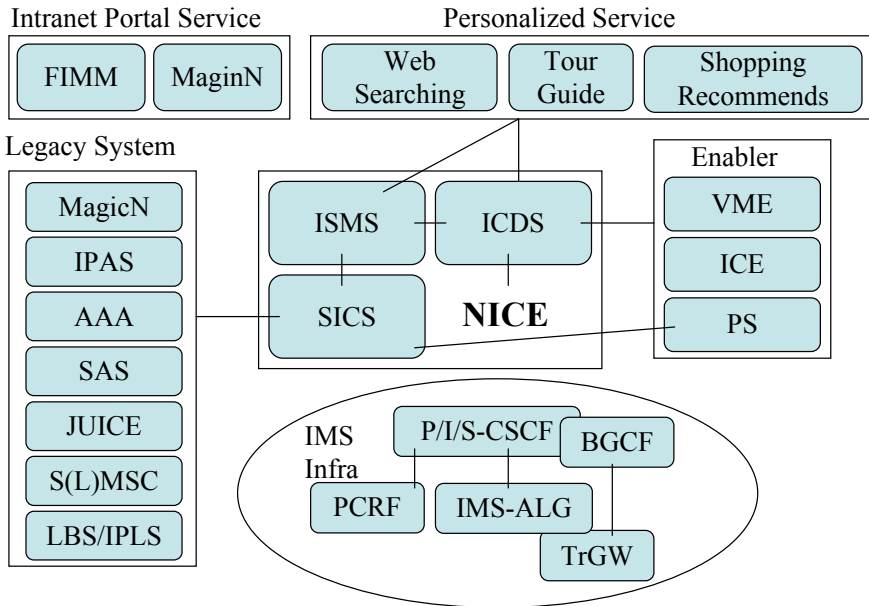 Intranet Portal Service
FIMM
MaginN
Personalized Service
Web
Searching
Tour
Guide
Shopping
Recommends
Legacy System
MagicN
IPAS
AAA
SAS
JUICE
S(L)MSC
LBS/IPLS
ISMS
ICDS
SICS
NICE
Enabler
VME
ICE
PS
IMS
Infra
P/I/S-CSCF
BGCF
PCRF
IMS-ALG
TrGW